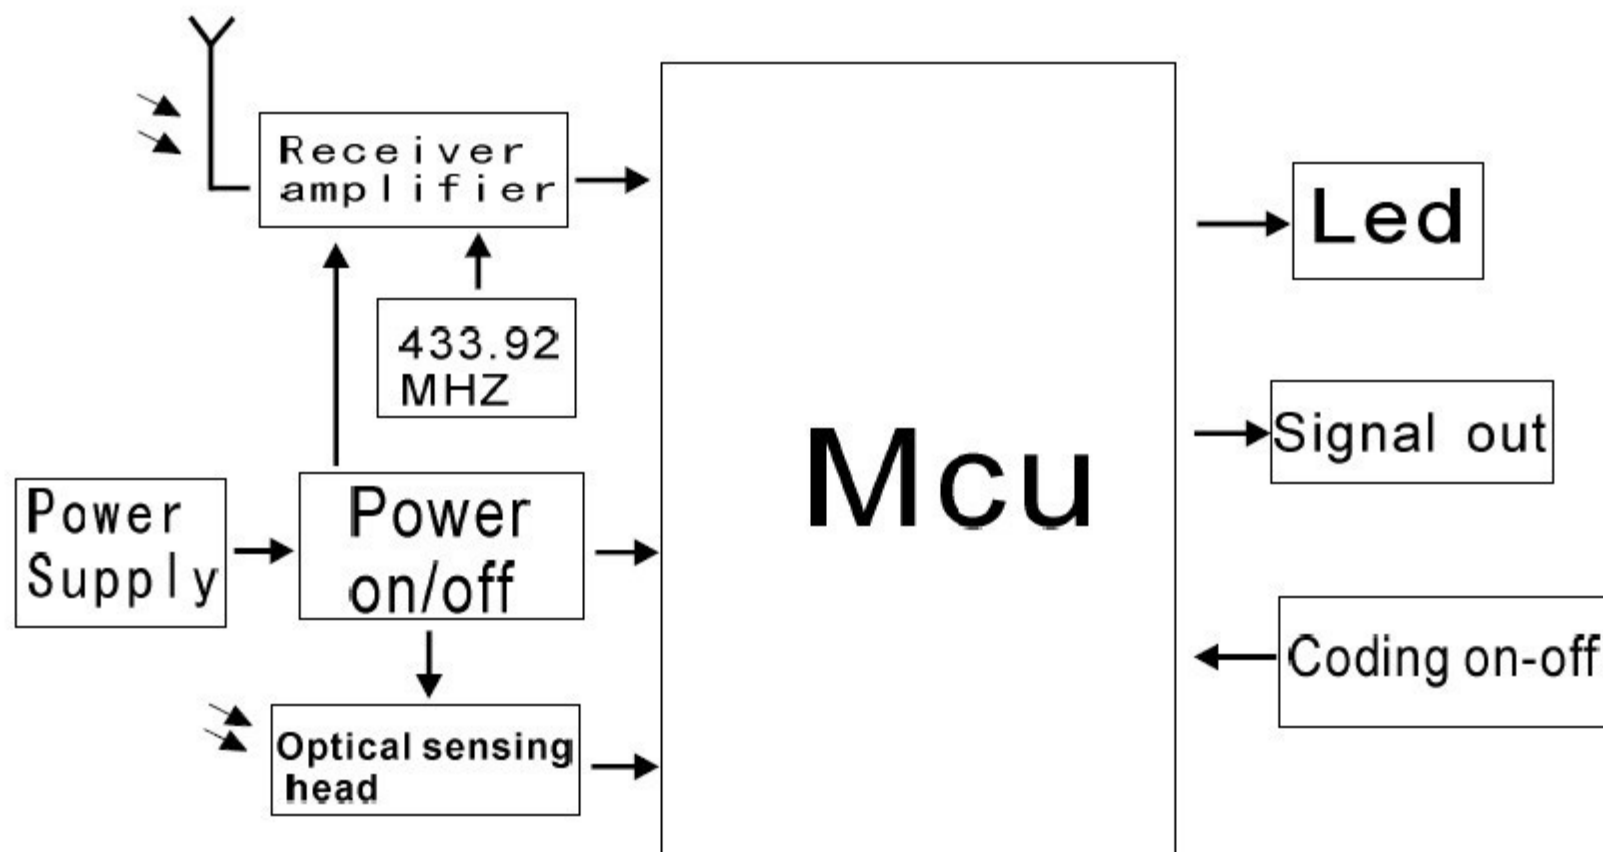 Receiver
amplifier
433.92
MHZ
Power
Supply
Power
on/off
Optical sensing
head
Mcu
Led
Signal out
Coding on-off